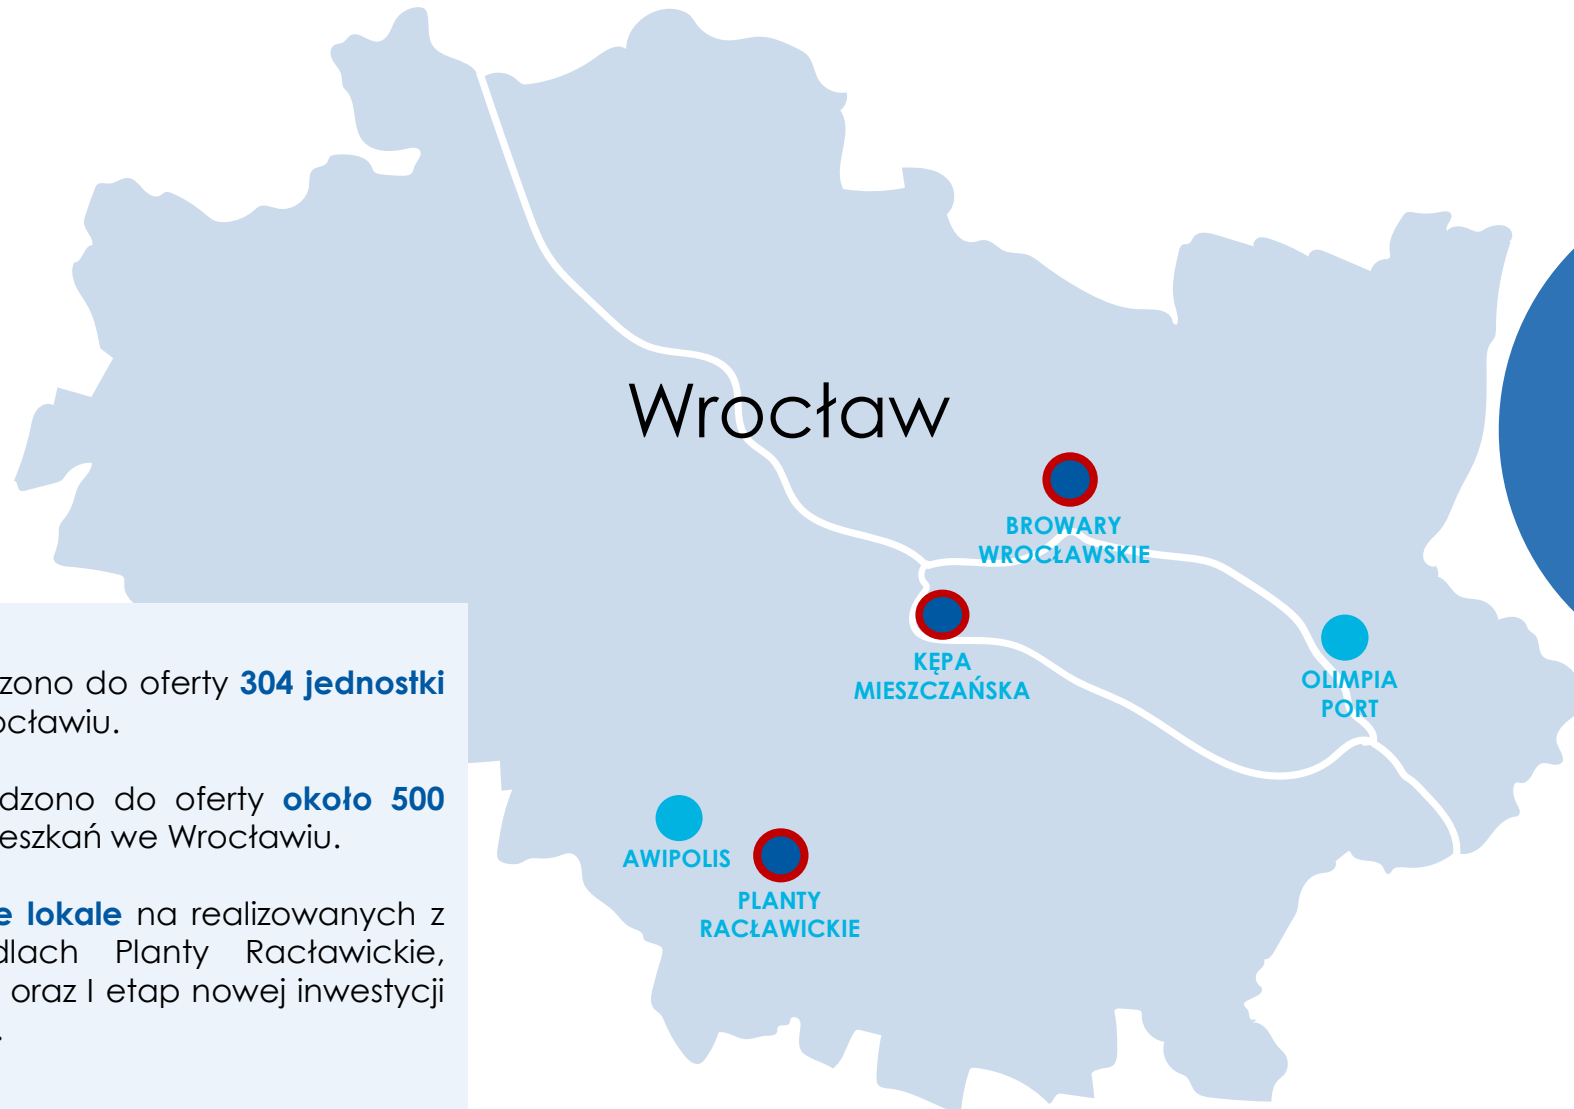 Wrocław
BROWARY
WROCŁAWSKIE
KĘPA
MIESZCZAŃSKA
OLIMPIA
PORT
AWIPOLIS
PLANTY
RACŁAWICKIE
zono do oferty 304 jednostki
ocławiu.
dzono do oferty około 500
eszkań we Wrocławiu.
e lokale na realizowanych z
dlach Planty Racławickie,
oraz I etap nowej inwestycji
.